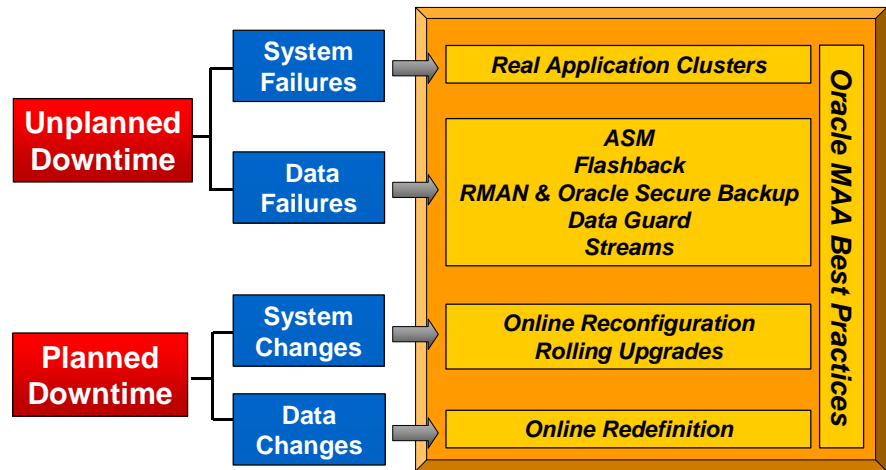 Unplanned
Downtime
System
Failures
Real Application Clusters
Data
Failures
ASM
Flashback
RMAN & Oracle Secure Backup
Data Guard
Streams
Planned
Downtime
System
Changes
Online Reconfiguration
Rolling Upgrades
Data
Changes
Online Redefinition
Oracle MAA Best Practices